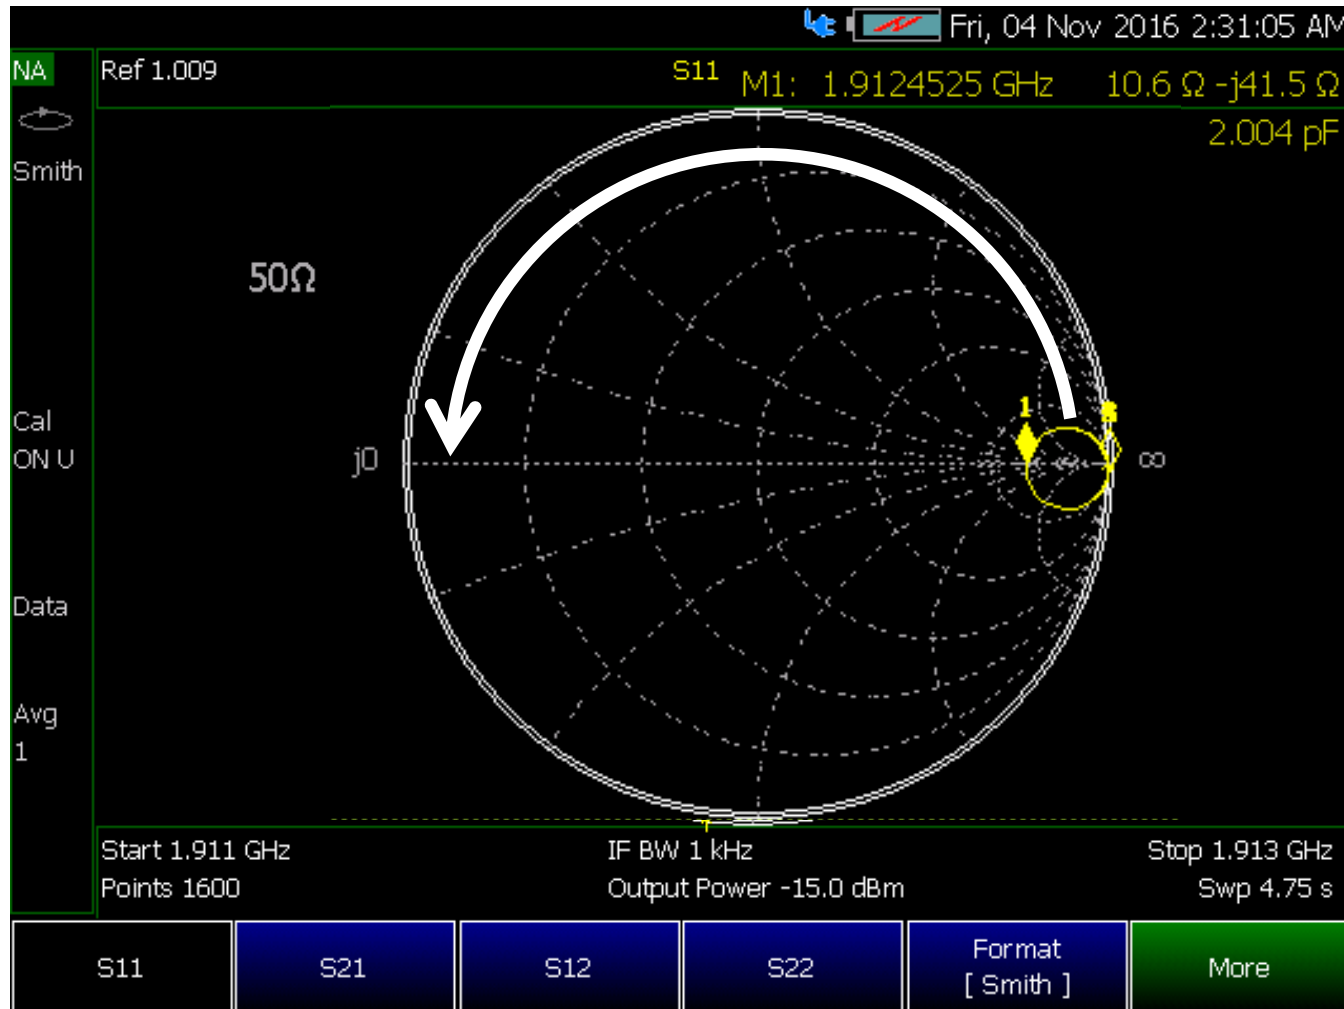 Fri, 04 Nov 2016 2:31:05 AM
NA
Ref 1.009
S11
M1: 1.9124525 GHz 10.6 Ω -j41.5 Ω
2.004 pF
Smith
50Ω
1
Cal
ON U
j0
∞
Data
Avg
1
Start 1.911 GHz
IF BW 1 kHz
Stop 1.913 GHz
Points 1600
Output Power -15.0 dBm
Swp 4.75 s
S11
S21
S12
S22
Format
[ Smith ]
More